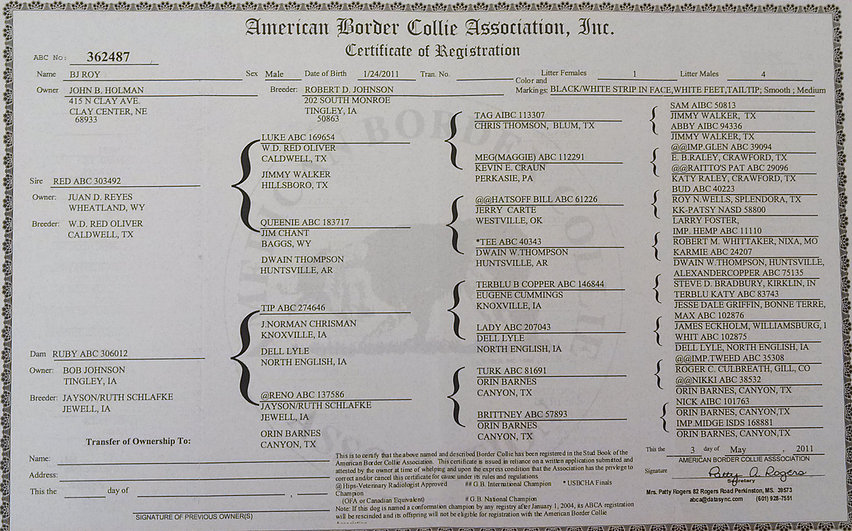 American Border Collie Association, Inc.
Certificate of Registration
ABC No: 362487
Name BJ ROY Sex Male Date of Birth 1/24/2011 Tran. No. Litter Females 1 Litter Males 4
Owner JOHN B. HOLMAN
415 N CLAY AVE.
CLAY CENTER, NE
68933
Breeder: ROBERT D. JOHNSON
202 SOUTH MONROE
TINGLEY, IA
50863
Color and
Markings: BLACK/WHITE STRIP IN FACE,WHITE FEET,TAILTIP; Smooth ; Medium
Sire RED ABC 303492
Owner: JUAN D. REYES
WHEATLAND, WY
Breeder: W.D. RED OLIVER
CALDWELL, TX
Dam RUBY ABC 306012
Owner: BOB JOHNSON
TINGLEY, IA
Breeder: JAYSON/RUTH SCHLAFKE
JEWELL, IA
LUKE ABC 169654
W.D. RED OLIVER
CALDWELL, TX
JIMMY WALKER
HILLSBORO, TX
QUEENIE ABC 183717
JIM CHANT
BAGGS, WY
DWAIN THOMPSON
HUNTSVILLE, AR
TIP ABC 274646
J.NORMAN CHRISMAN
KNOXVILLE, IA
DELL LYLE
NORTH ENGLISH, IA
@RENO ABC 137586
JAYSON/RUTH SCHLAFKE
JEWELL, IA
ORIN BARNES
CANYON, TX
TAG AIBC 113307
CHRIS THOMSON, BLUM, TX
MEG(MAGGIE) ABC 112291
KEVIN E. CRAUN
PERKASIE, PA
@@HATSOFF BILL ABC 61226
JERRY CARTE
WESTVILLE, OK
*TEE ABC 40343
DWAIN W.THOMPSON
HUNTSVILLE, AR
TERBLU B COPPER ABC 146844
EUGENE CUMMINGS
KNOXVILLE, IA
LADY ABC 207043
DELL LYLE
NORTH ENGLISH, IA
TURK ABC 81691
ORIN BARNES
CANYON, TX
BRITTNEY ABC 57893
ORIN BARNES
CANYON, TX
SAM AIBC 50813
JIMMY WALKER, TX
ABBY AIBC 94336
JIMMY WALKER, TX
@@IMP.GLEN ABC 39094
E. B.RALEY, CRAWFORD, TX
@@RAITTO'S PAT ABC 29096
KATY RALEY, CRAWFORD, TX
BUD ABC 40223
ROY N.WELLS, SPLENDORA, TX
KK-PATSY NASD 58800
LARRY FOSTER,
IMP. HEMP ABC 11110
ROBERT M. WHITTAKER, NIXA, MO
KARMIE ABC 24207
DWAIN W.THOMPSON, HUNTSVILLE,
ALEXANDERCOPPER ABC 75135
STEVE D. BRADBURY, KIRKLIN, IN
TERBLU KATY ABC 83743
JESSE DALE GRIFFIN, BONNE TERRE,
MAX ABC 102876
JAMES ECKHOLM, WILLIAMSBURG, I
WHIT ABC 102875
DELL LYLE, NORTH ENGLISH, IA
@@IMP.TWEED ABC 35308
ROGER C. CULBREATH, GILL, CO
@@NIKKI ABC 38532
ORIN BARNES, CANYON, TX
NICK AIBC 101763
ORIN BARNES, CANYON,TX
IMP.MIDGE ISDS 168881
ORIN BARNES, CANYON,TX
Transfer of Ownership To:
Name:
Address:
This the day of ,
SIGNATURE OF PREVIOUS OWNER(S)
This is to certify that the above named and described Border Collie has been registered in the Stud Book of the
American Border Collie Association. This certificate is issued in reliance on a written application submitted and
attested by the owner at time of whelping and upon the express condition that the Association has the privlege to
correct and/or cancel this certificate for cause under its rules and regulations
@ Hips-Veterinary Radiologist Approved # G.B. International Champion * USBCHA Finals
Champion
(OFA or Canadian Equivalent) # G.B. National Champion
Note: If this dog is named a conformation champion by any registry after January 1, 2004, its ABCA registration
will be rescinded and its offspring will not be eligible for registration with the American Border Collie
This the 3 day of May 2011
AMERICAN BORDER COLLIE ASSSOCIATION
Signature Patty A. Rogers
Secretary
Mrs. Patty Rogers 82 Rogers Road Perkinston, MS. 39573
abca@datasync.com (601) 928-7551